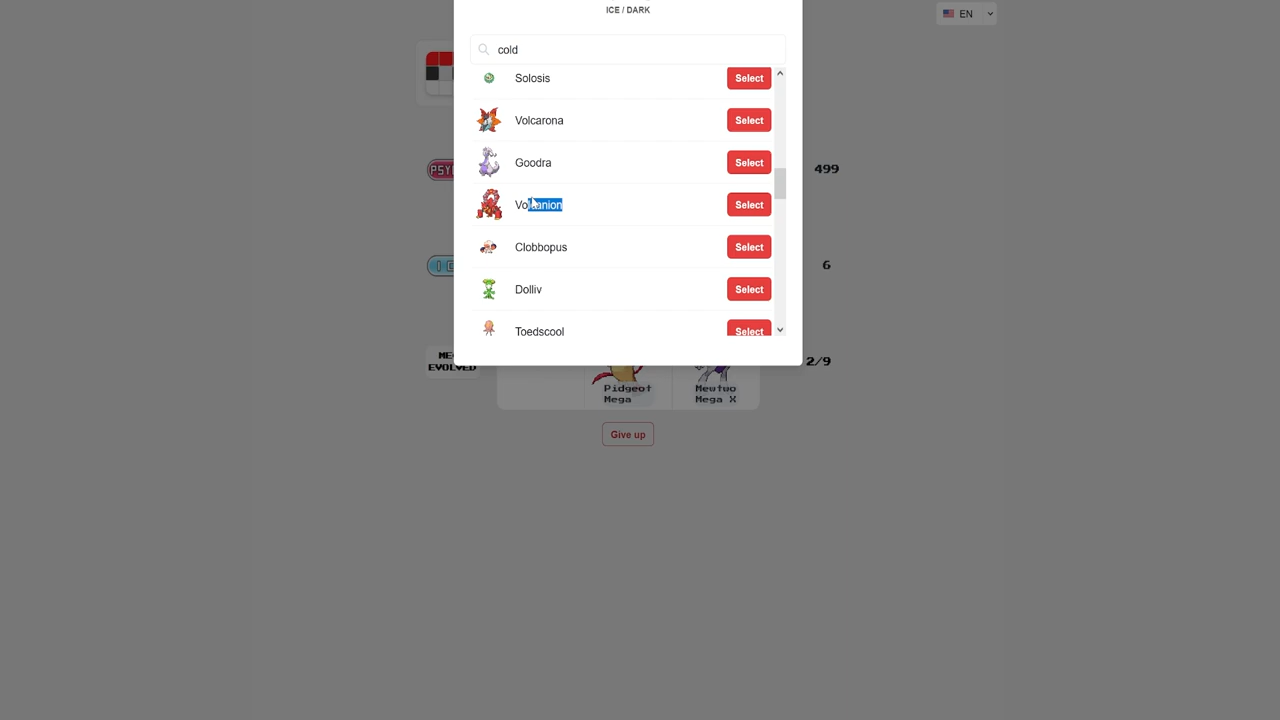 ICE / DARK
EN
cold
Solosis Select
Volcarona Select
Goodra Select
Volcanion Select
Clobbopus Select
Dolliv Select
Toedscool Select
499
6
2/9
EVOLVED
Pidgeot
Mega
Mewtwo
Mega X
Give up